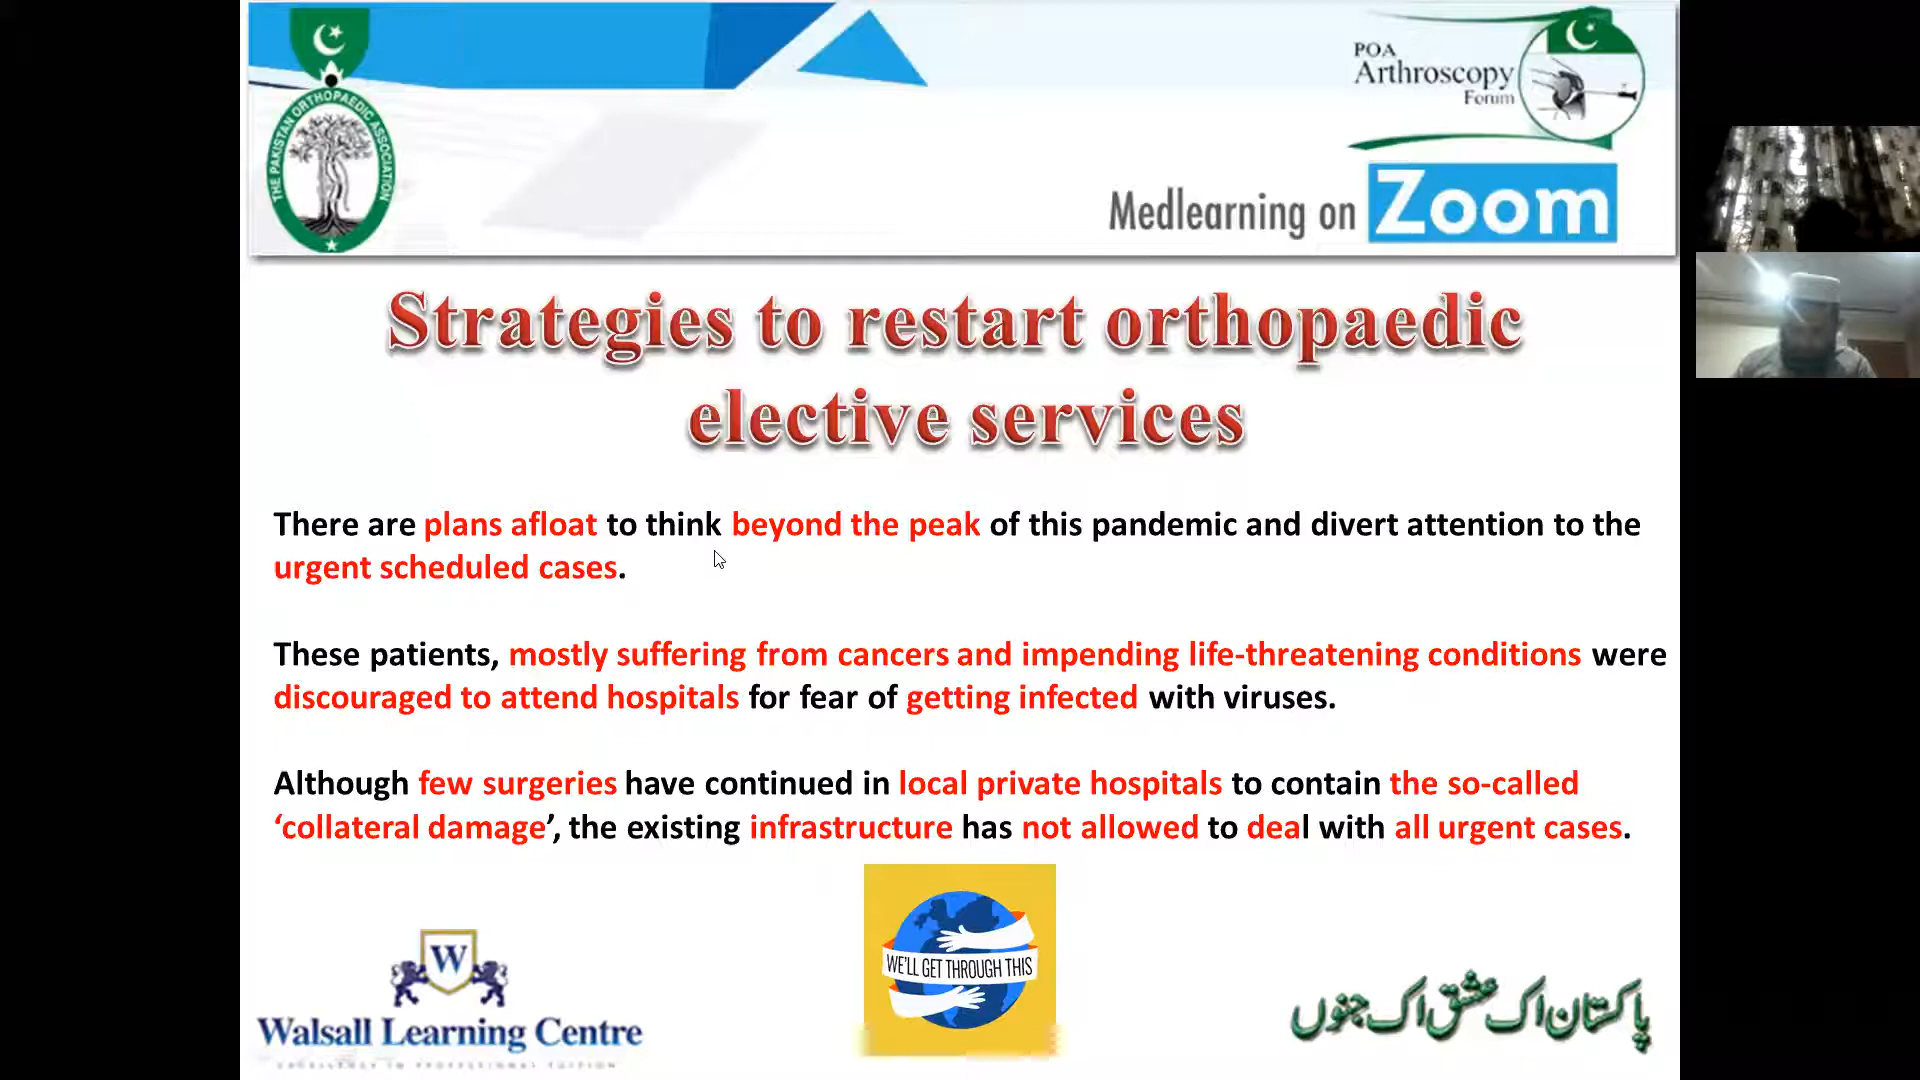 THE PAKISTAN ORTHOPAEDIC ASSOCIATION
POA
Arthroscopy
Forum
Medlearning on Zoom
Strategies to restart orthopaedic
elective services
There are plans afloat to think beyond the peak of this pandemic and divert attention to the
urgent scheduled cases.
These patients, mostly suffering from cancers and impending life-threatening conditions were
discouraged to attend hospitals for fear of getting infected with viruses.
Although few surgeries have continued in local private hospitals to contain the so-called
‘collateral damage’, the existing infrastructure has not allowed to deal with all urgent cases.
W
Walsall Learning Centre
EXCELLENCE IN PROFESSIONAL TUITION
WE'LL GET THROUGH THIS
پاکستان اک عشق اک جنوں